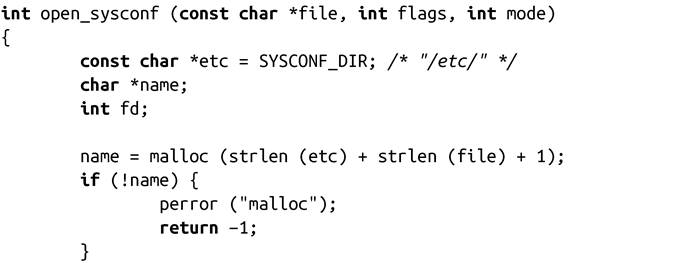 int open_sysconf (const char *file, int flags, int mode)
{
        const char *etc = SYSCONF_DIR; /* "/etc/" */
        char *name;
        int fd;

        name = malloc (strlen (etc) + strlen (file) + 1);
        if (!name) {
                perror ("malloc");
                return −1;
        }